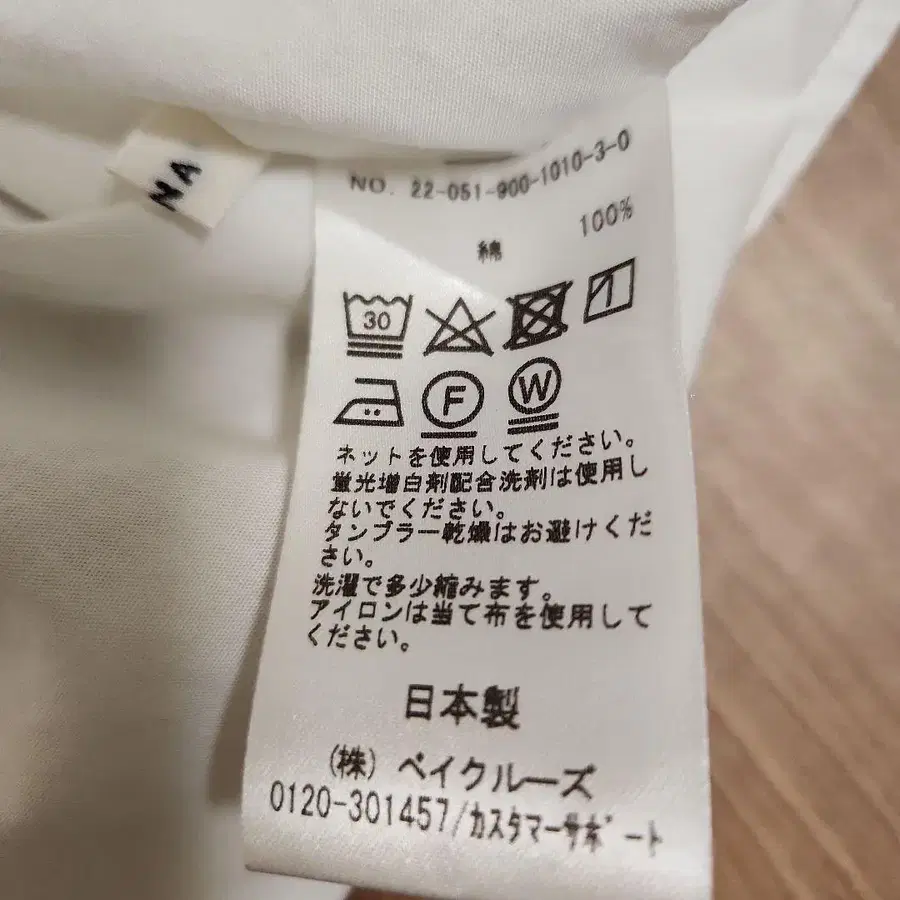 NA
NO. 22-051-900-1010-3-0
綿 100%
30
F W
ネットを使用してください。
蛍光増白剤配合洗剤は使用し
ないでください。
タンブラー乾燥はお避けくだ
さい。
洗濯で多少縮みます。
アイロンは当て布を使用して
ください。
日本製
(株) ベイクルーズ
0120-301457/カスタマーサポート